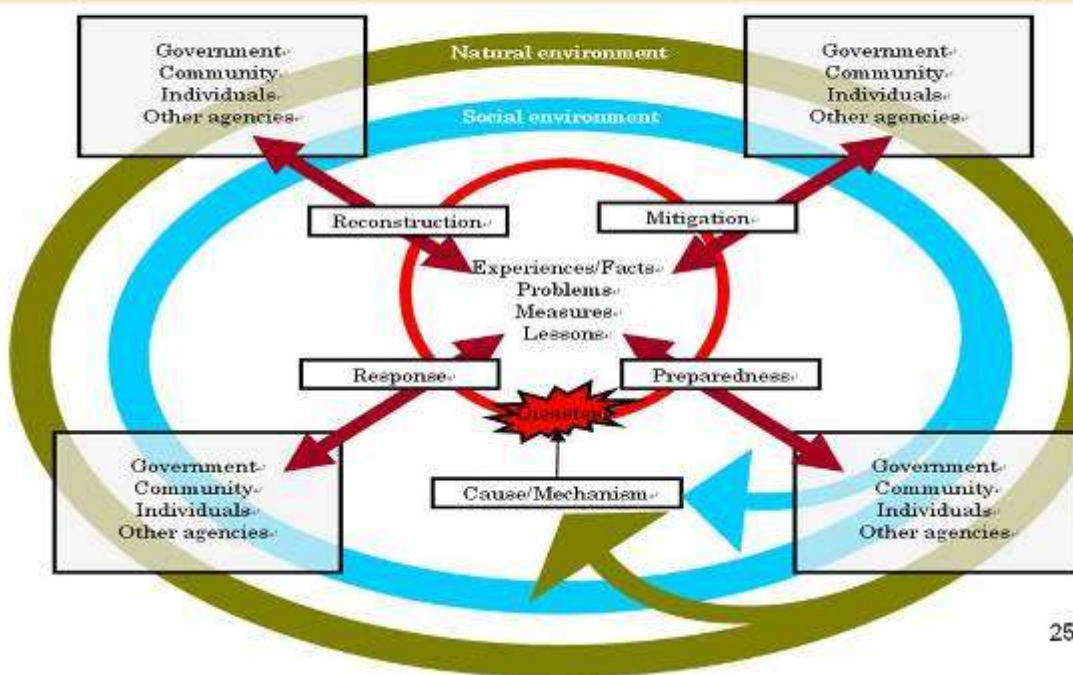 Government
Community
Individuals
Other agencies
Natural environment
Government
Community
Individuals
Other agencies
Social environment
Reconstruction
Mitigation
Experiences/Facts
Problems
Measures
Lessons
Response
Preparedness
Disaster
Government
Community
Individuals
Other agencies
Cause/Mechanism
Government
Community
Individuals
Other agencies
25